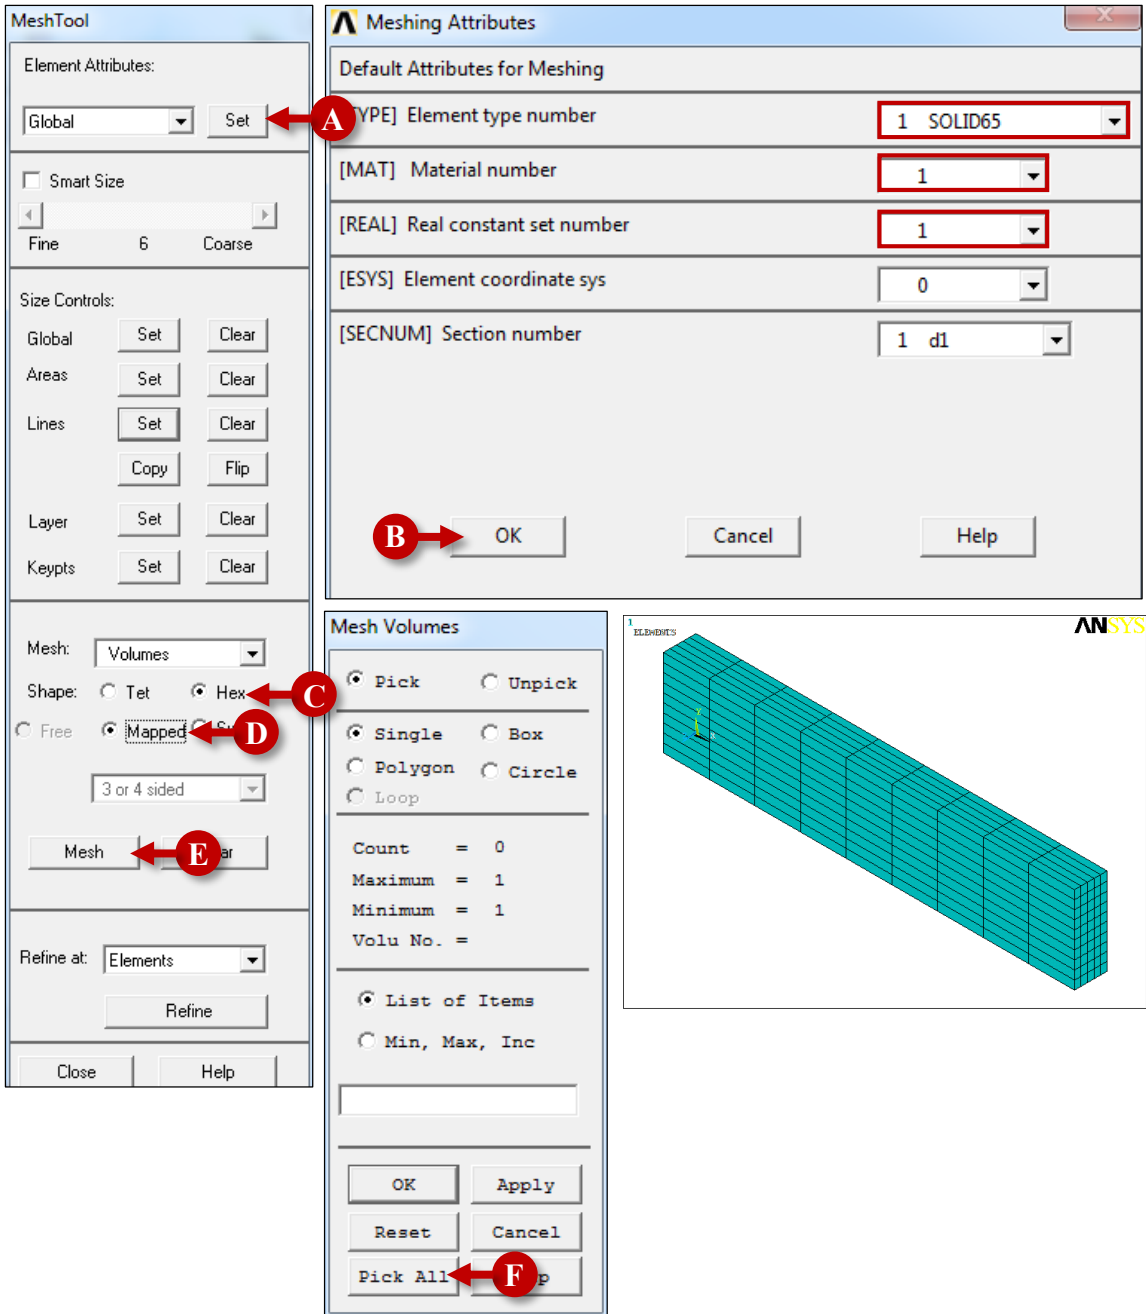 MeshTool
Element Attributes:
Global Set A
Smart Size
Fine 6 Coarse
Size Controls:
Global Set Clear
Areas Set Clear
Lines Set Clear
Copy Flip
Layer Set Clear
Keypts Set Clear
Mesh: Volumes
Shape: Tet Hex C
Free Mapped D
3 or 4 sided
Mesh E ar
Refine at: Elements
Refine
Close Help
Meshing Attributes
Default Attributes for Meshing
YPE] Element type number 1 SOLID65
[MAT] Material number 1
[REAL] Real constant set number 1
[ESYS] Element coordinate sys 0
[SECNUM] Section number 1 d1
B OK Cancel Help
Mesh Volumes
Pick Unpick
Single Box
Polygon Circle
Loop
Count = 0
Maximum = 1
Minimum = 1
Volu No. =
List of Items
Min, Max, Inc
OK Apply
Reset Cancel
Pick All F p
1
ELEMENTS
ANSYS
Y